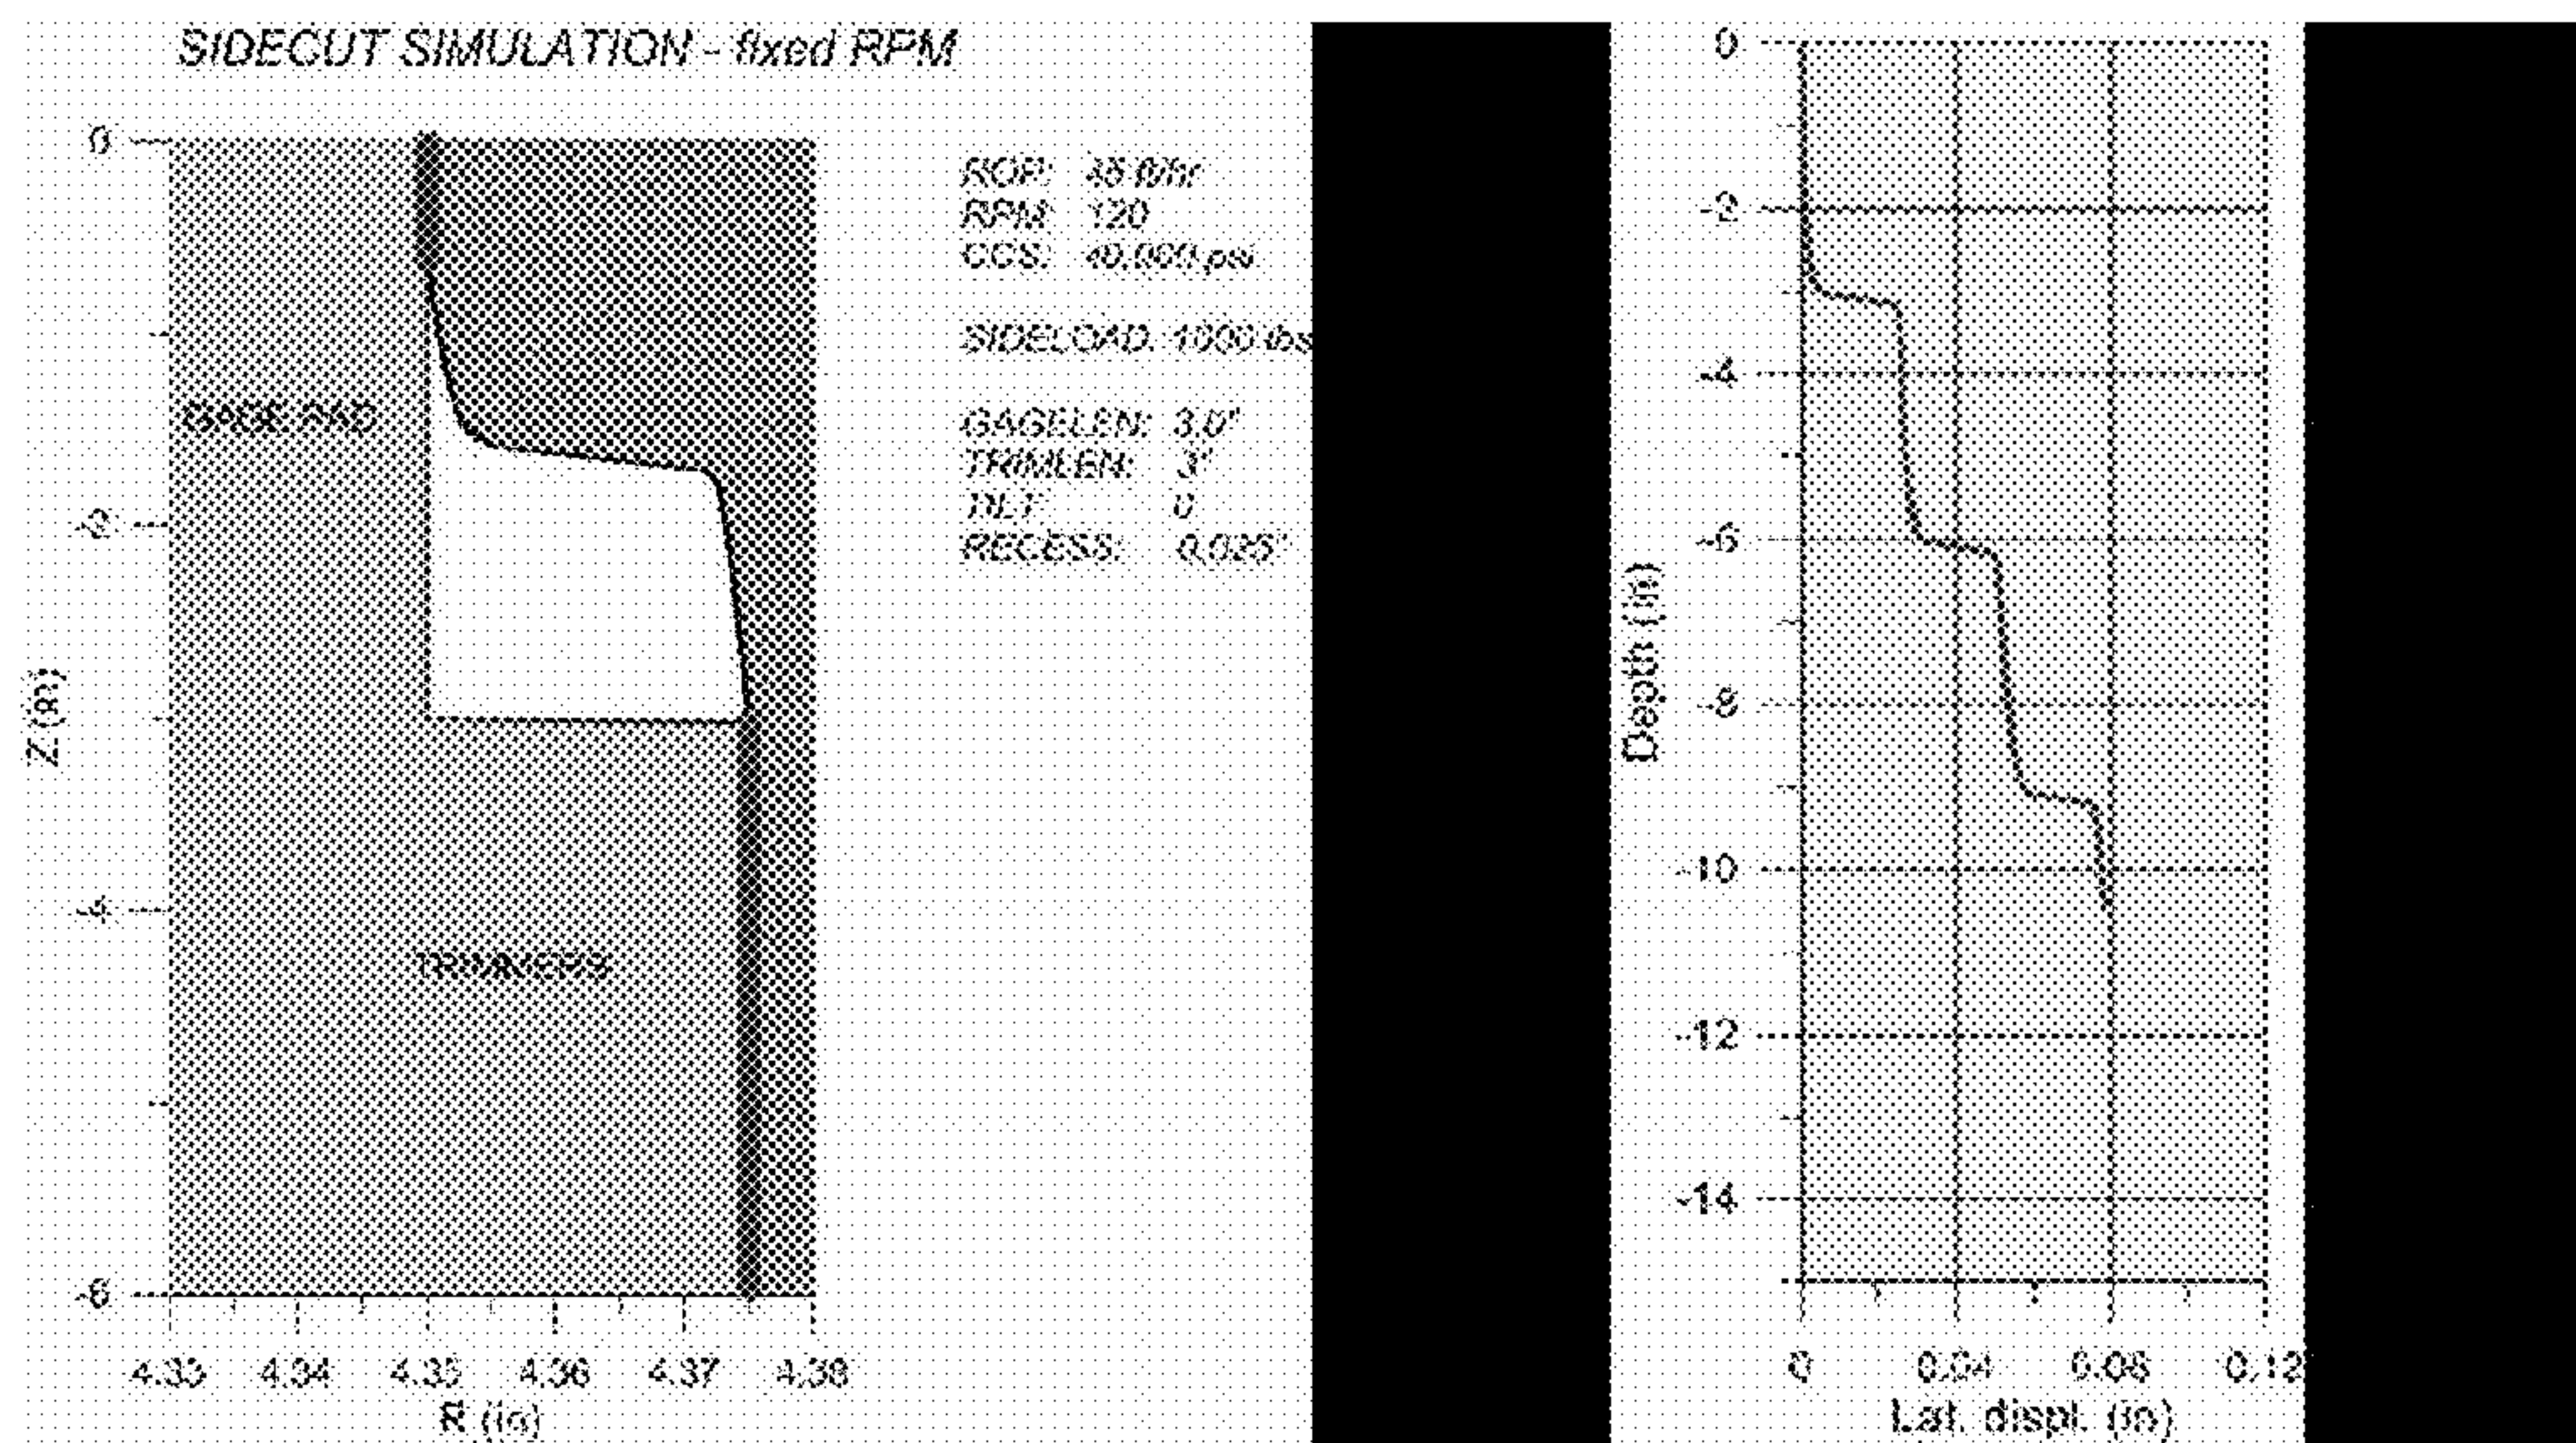 SIDECUT SIMULATION - fixed RPM
0
-2
-4
-6
Z (in)
GAGE PAD
TRIMMERS
4.33 4.34 4.35 4.36 4.37 4.38
R (in)
ROP: 45 ft/hr
RPM: 120
CCS: 40,000 psi
SIDELOAD: 1000 lbs
GAGELEN: 3.0"
TRIMLEN: 3"
TILT 0
RECESS: 0.025"
0
-2
-4
-6
-8
-10
-12
-14
Depth (in)
0 0.04 0.08 0.12
Lat. displ. (in)